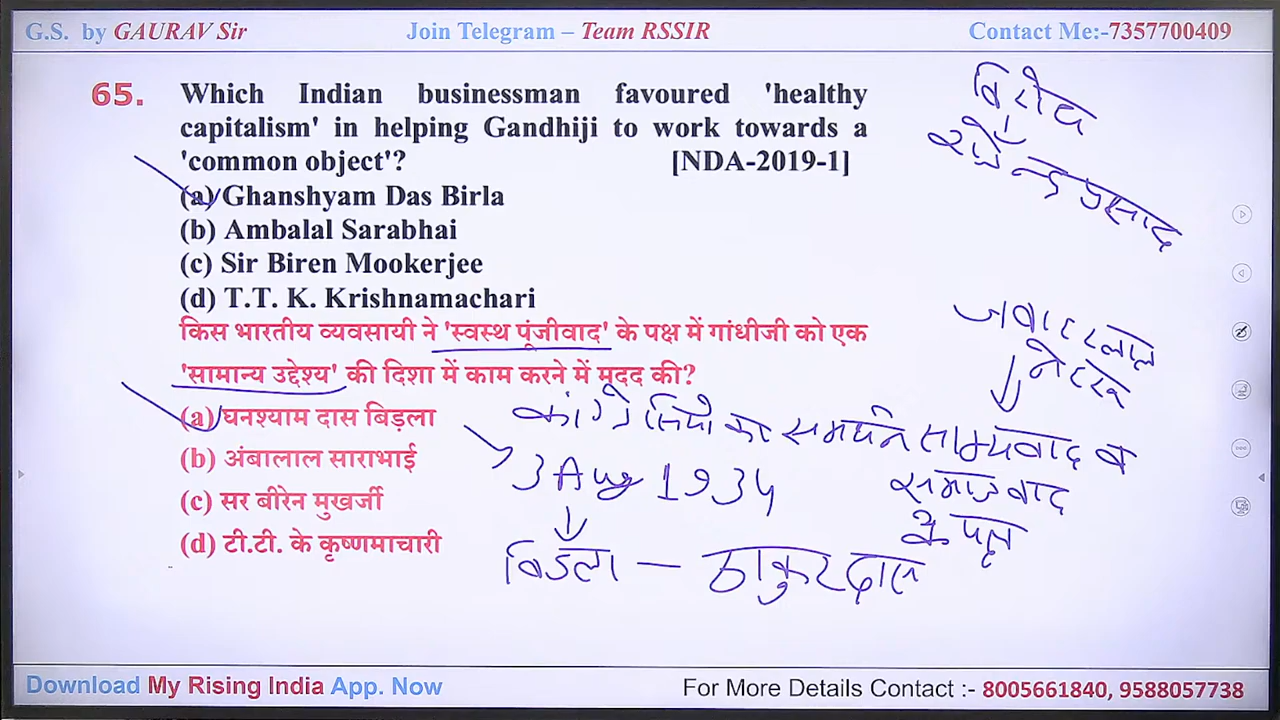 G.S. by GAURAV Sir
Join Telegram – Team RSSIR
Contact Me:-7357700409
65. Which Indian businessman favoured 'healthy
capitalism' in helping Gandhiji to work towards a
'common object'? [NDA-2019-1]
(a) Ghanshyam Das Birla
(b) Ambalal Sarabhai
(c) Sir Biren Mookerjee
(d) T.T. K. Krishnamachari
किस भारतीय व्यवसायी ने 'स्वस्थ पूंजीवाद' के पक्ष में गांधीजी को एक
'सामान्य उद्देश्य' की दिशा में काम करने में मदद की?
(a) घनश्याम दास बिड़ला
(b) अंबालाल साराभाई
(c) सर बीरेन मुखर्जी
(d) टी.टी. के कृष्णमाचारी
विरोध
राजेन्द्र प्रसाद
जवाहरलाल
नेहरू
का समर्थन साम्यवाद व
समाजवाद
के पक्ष
3 Aug 1934
बिडला — ठाकुरदास
Download My Rising India App. Now
For More Details Contact :- 8005661840, 9588057738